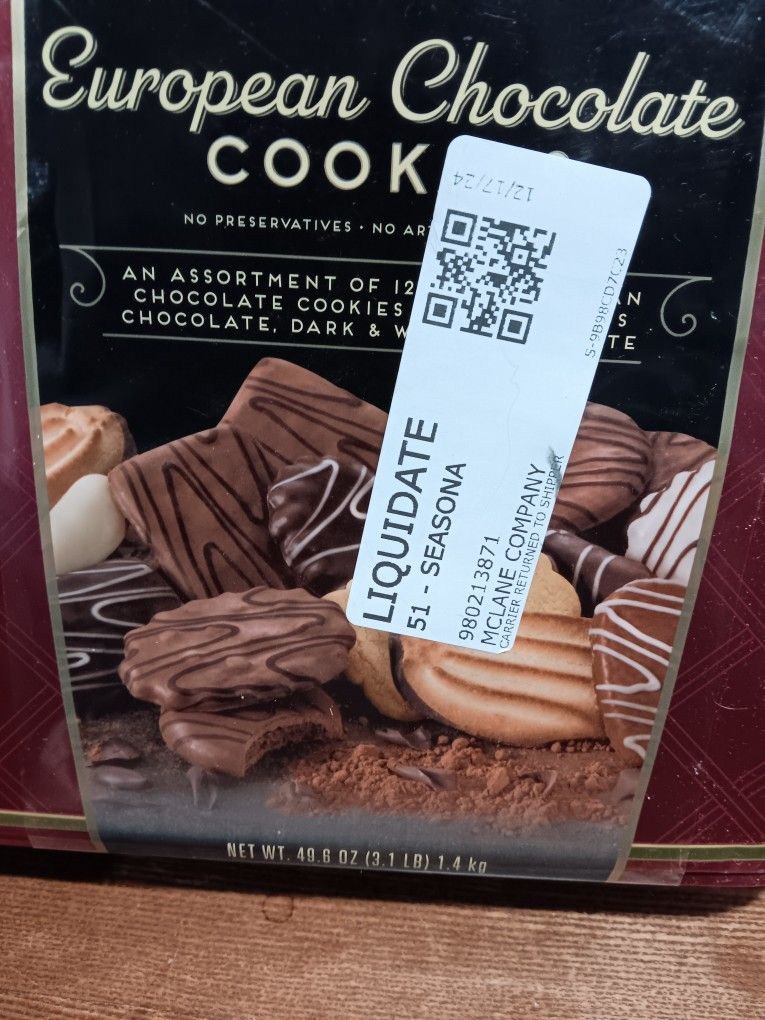 European Chocolate
COOK
NO PRESERVATIVES • NO AR
AN ASSORTMENT OF 12 AN
CHOCOLATE COOKIES S
CHOCOLATE, DARK & W TE
12/17/24
S-9B98CD7C23
LIQUIDATE
51 - SEASONA
980213871
MCLANE COMPANY
CARRIER RETURNED TO SHIPPER
NET WT. 49.6 OZ (3.1 LB) 1.4 kg